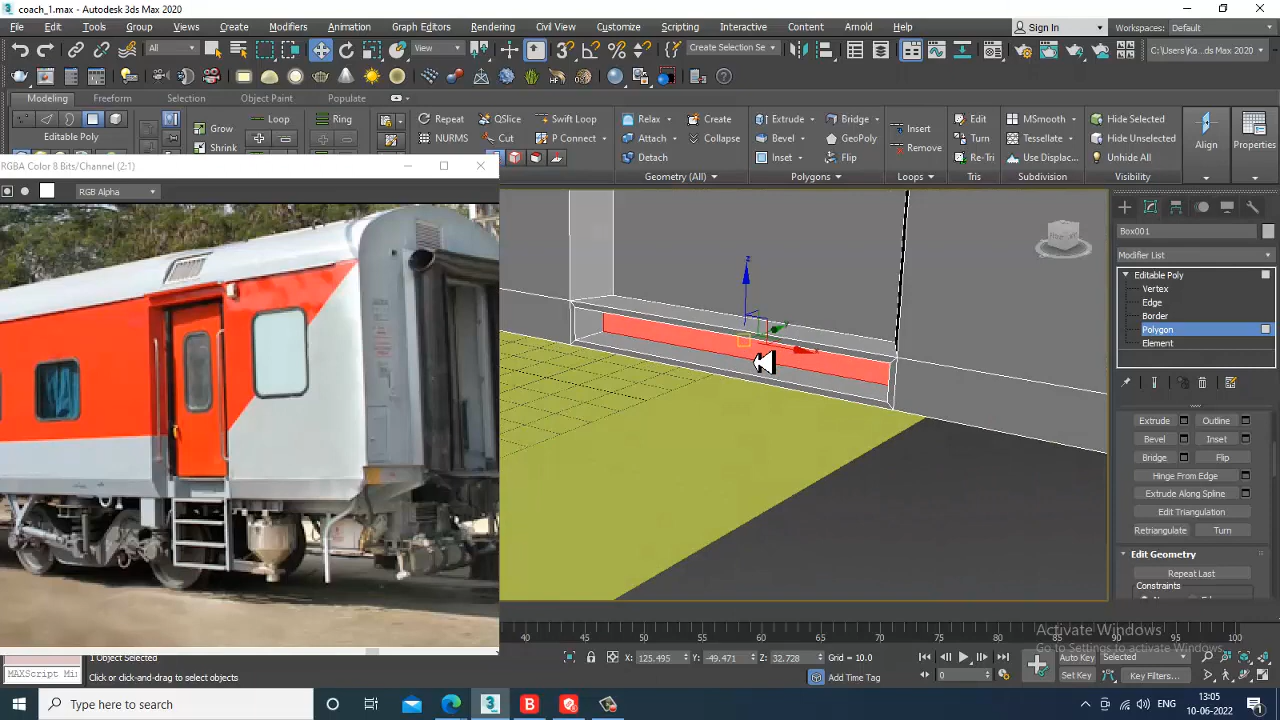 coach_1.max - Autodesk 3ds Max 2020
File Edit Tools Group Views Create Modifiers Animation Graph Editors Rendering Civil View Customize Scripting Interactive Content Arnold Help
Sign In Workspaces: Default
All View Create Selection Se C:\Users\Ka...ds Max 2020
Modeling Freeform Selection Object Paint Populate
Editable Poly
Grow Loop Ring
Shrink
Repeat QSlice Swift Loop
NURMS Cut P Connect
Relax Create
Attach Collapse
Detach
Extrude Bridge
Bevel GeoPoly
Inset Flip
Insert
Remove
Edit
Turn
Re-Tri
MSmooth
Tessellate
Use Displac...
Hide Selected
Hide Unselected
Unhide All
Align
Properties
Geometry (All) Polygons Loops Tris Subdivision Visibility
RGBA Color 8 Bits/Channel (2:1)
RGB Alpha
Box001
Modifier List
Editable Poly
Vertex
Edge
Border
Polygon
Element
Extrude Outline
Bevel Inset
Bridge Flip
Hinge From Edge
Extrude Along Spline
Edit Triangulation
Retriangulate Turn
Edit Geometry
Repeat Last
Constraints
40 45 50 55 60 65 70 75 80 85 90 95 100
Activate Windows
Go to Settings to activate Windows.
1 Object Selected
X: 125.495 Y: -49.471 Z: 32.728 Grid = 10.0
Auto Key Selected
MAXScript Mi
Click or click-and-drag to select objects
Add Time Tag
0
Set Key Key Filters...
Type here to search
ENG
13:05
10-06-2022